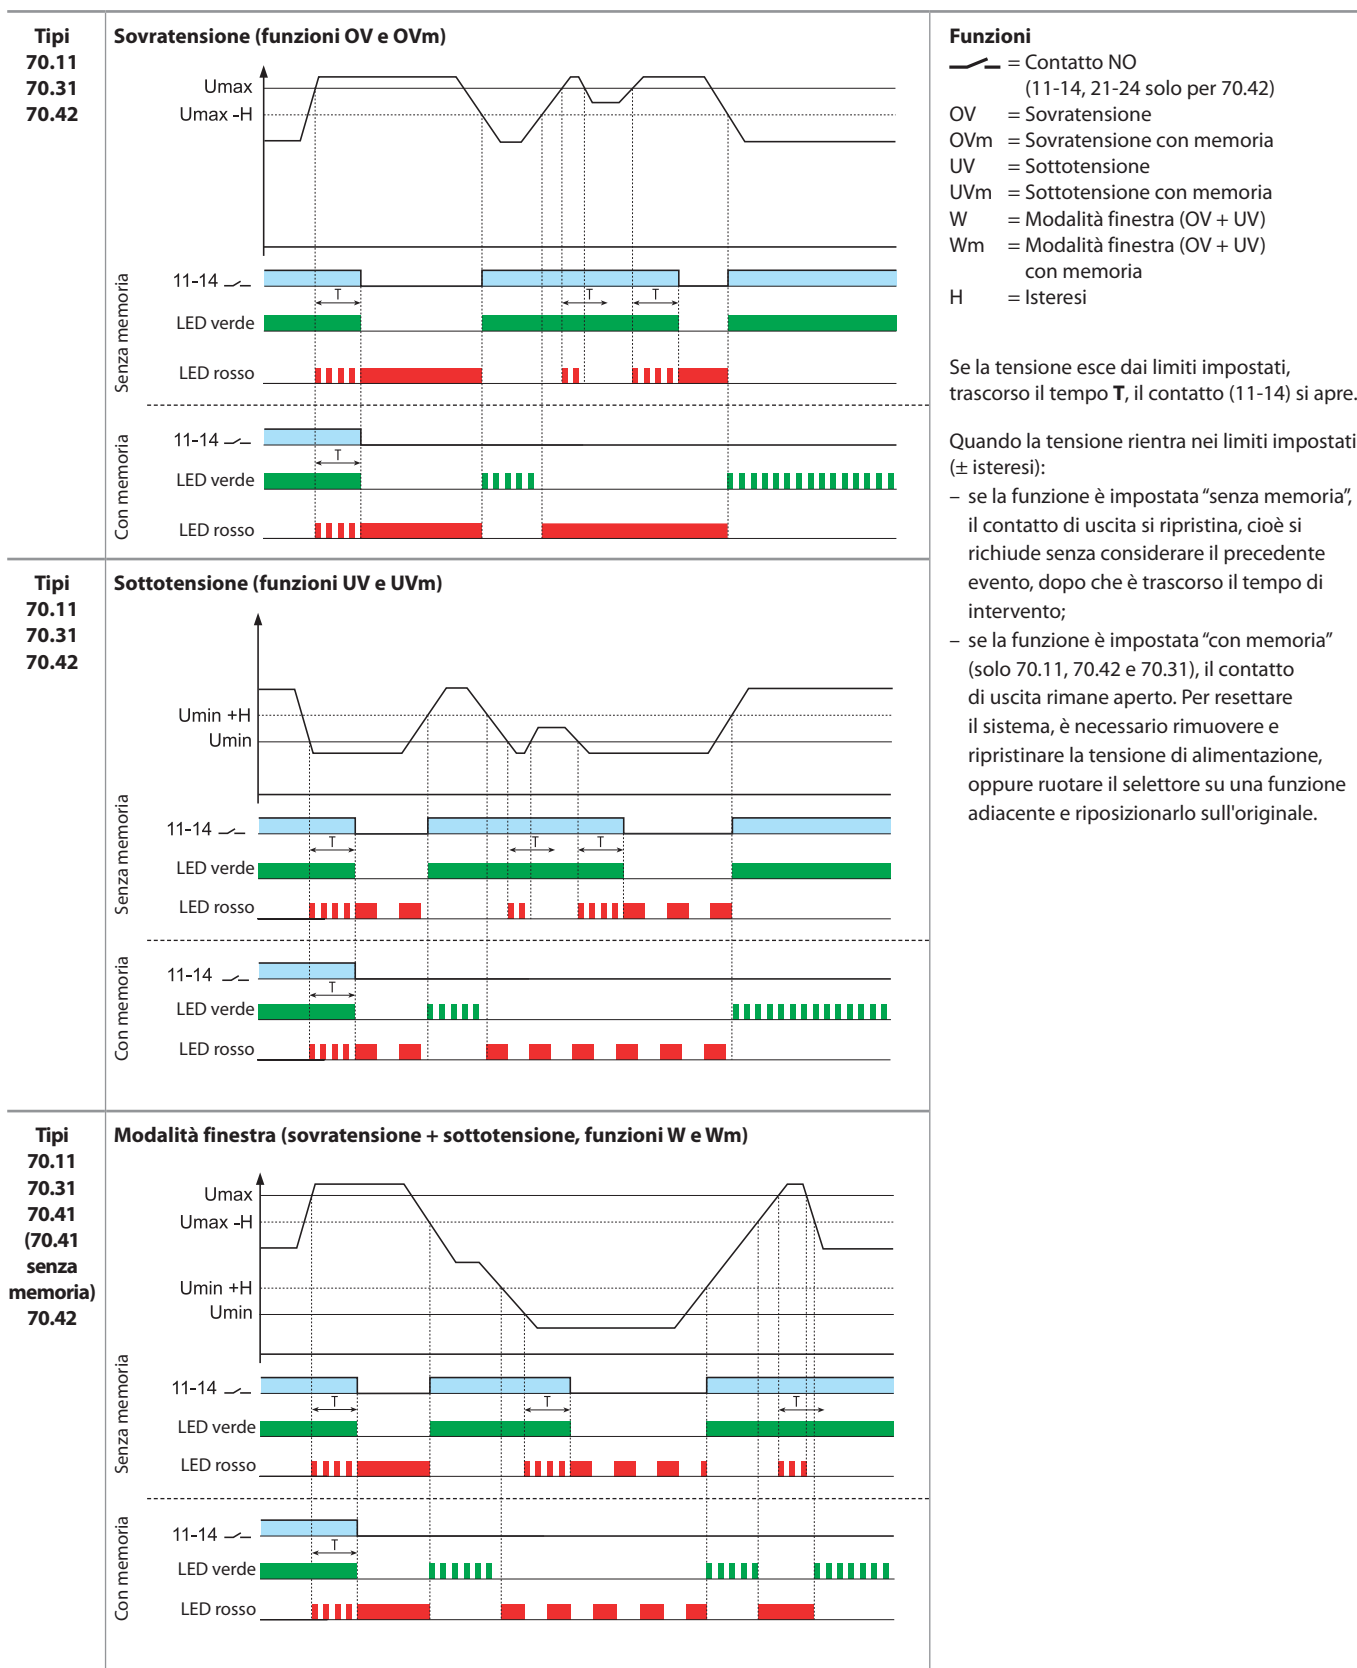 Tipi
70.11
70.31
70.42
Sovratensione (funzioni OV e OVm)
Umax
Umax -H
Senza memoria
11-14
T
T
T
LED verde
LED rosso
Con memoria
11-14
T
LED verde
LED rosso
Tipi
70.11
70.31
70.42
Sottotensione (funzioni UV e UVm)
Umin +H
Umin
Senza memoria
11-14
T
T
T
LED verde
LED rosso
Con memoria
11-14
T
LED verde
LED rosso
Tipi
70.11
70.31
70.41
(70.41
senza
memoria)
70.42
Modalità finestra (sovratensione + sottotensione, funzioni W e Wm)
Umax
Umax -H
Umin +H
Umin
Senza memoria
11-14
T
T
T
LED verde
LED rosso
Con memoria
11-14
T
LED verde
LED rosso
Funzioni
= Contatto NO
(11-14, 21-24 solo per 70.42)
OV = Sovratensione
OVm = Sovratensione con memoria
UV = Sottotensione
UVm = Sottotensione con memoria
W = Modalità finestra (OV + UV)
Wm = Modalità finestra (OV + UV)
con memoria
H = Isteresi
Se la tensione esce dai limiti impostati,
trascorso il tempo T, il contatto (11-14) si apre.
Quando la tensione rientra nei limiti impostati
(± isteresi):
– se la funzione è impostata “senza memoria”,
il contatto di uscita si ripristina, cioè si
richiude senza considerare il precedente
evento, dopo che è trascorso il tempo di
intervento;
– se la funzione è impostata “con memoria”
(solo 70.11, 70.42 e 70.31), il contatto
di uscita rimane aperto. Per resettare
il sistema, è necessario rimuovere e
ripristinare la tensione di alimentazione,
oppure ruotare il selettore su una funzione
adiacente e riposizionarlo sull'originale.